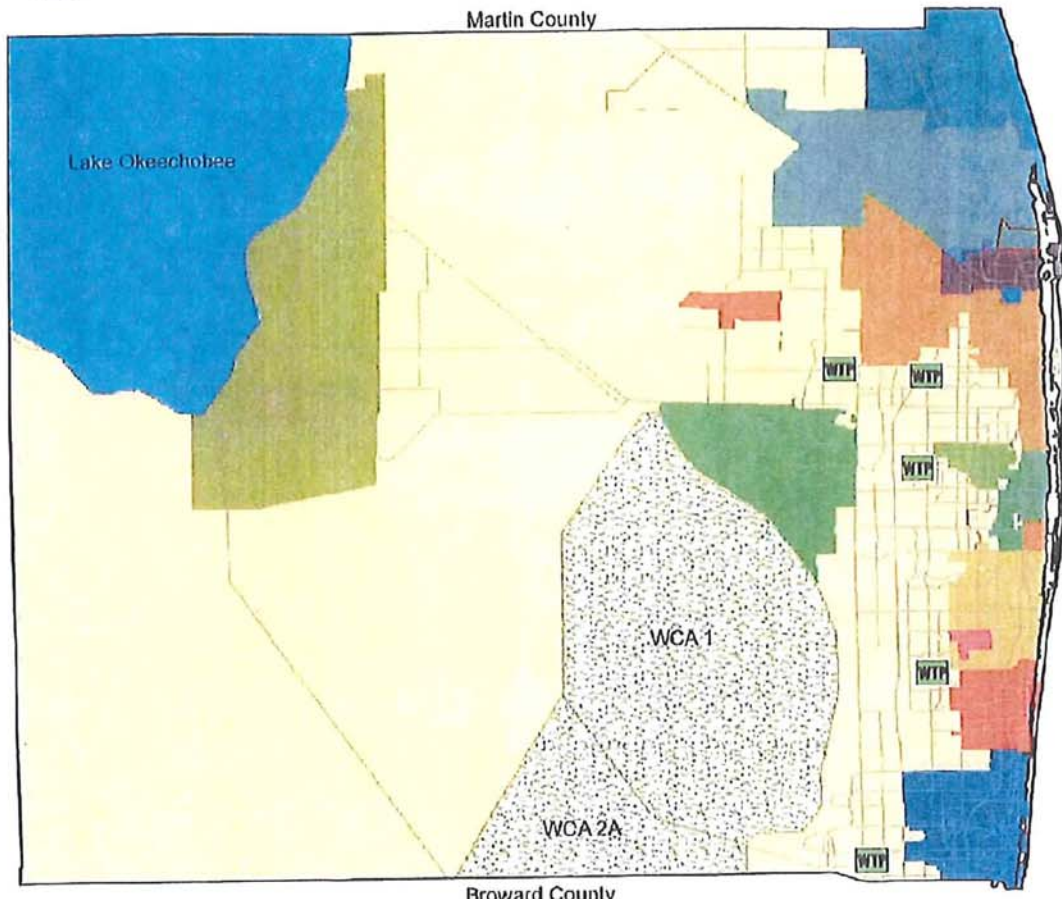 Martin County
Lake Okeechobee
WTP
WTP
WTP
WCA 1
WTP
WCA 2A
WTP
Broward County